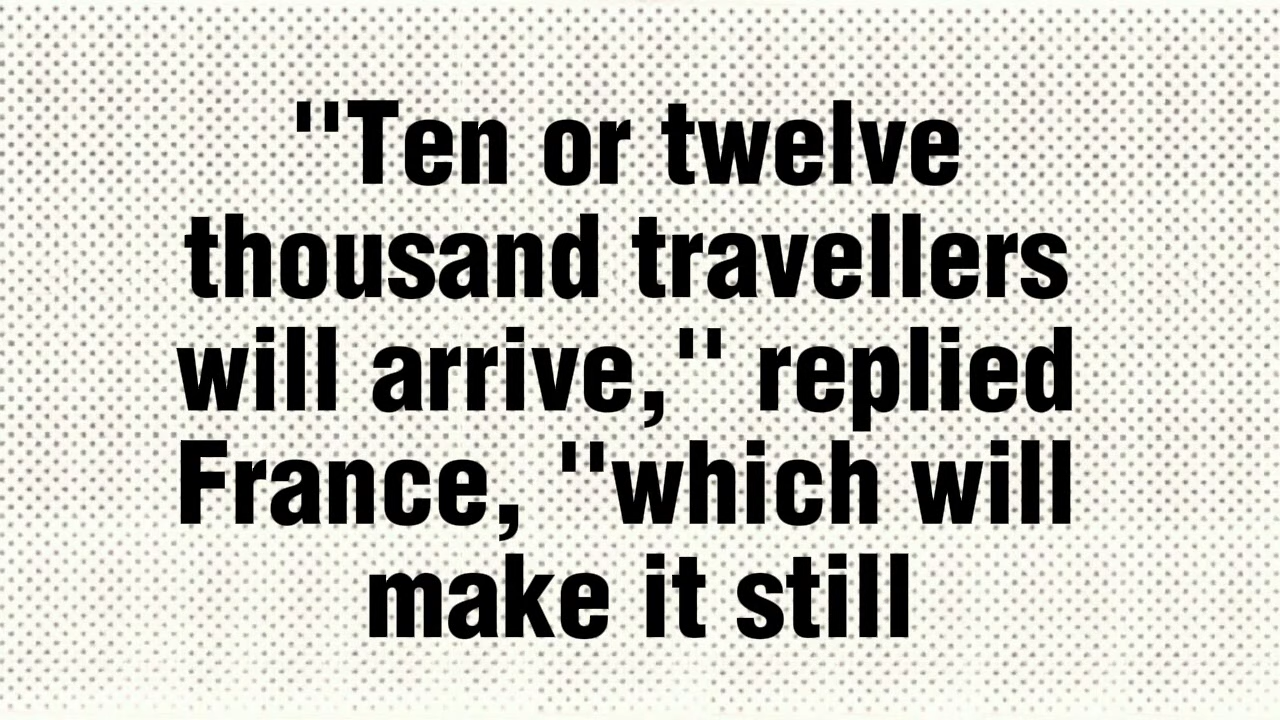 "Ten or twelve
thousand travellers
will arrive," replied
France, "which will
make it still